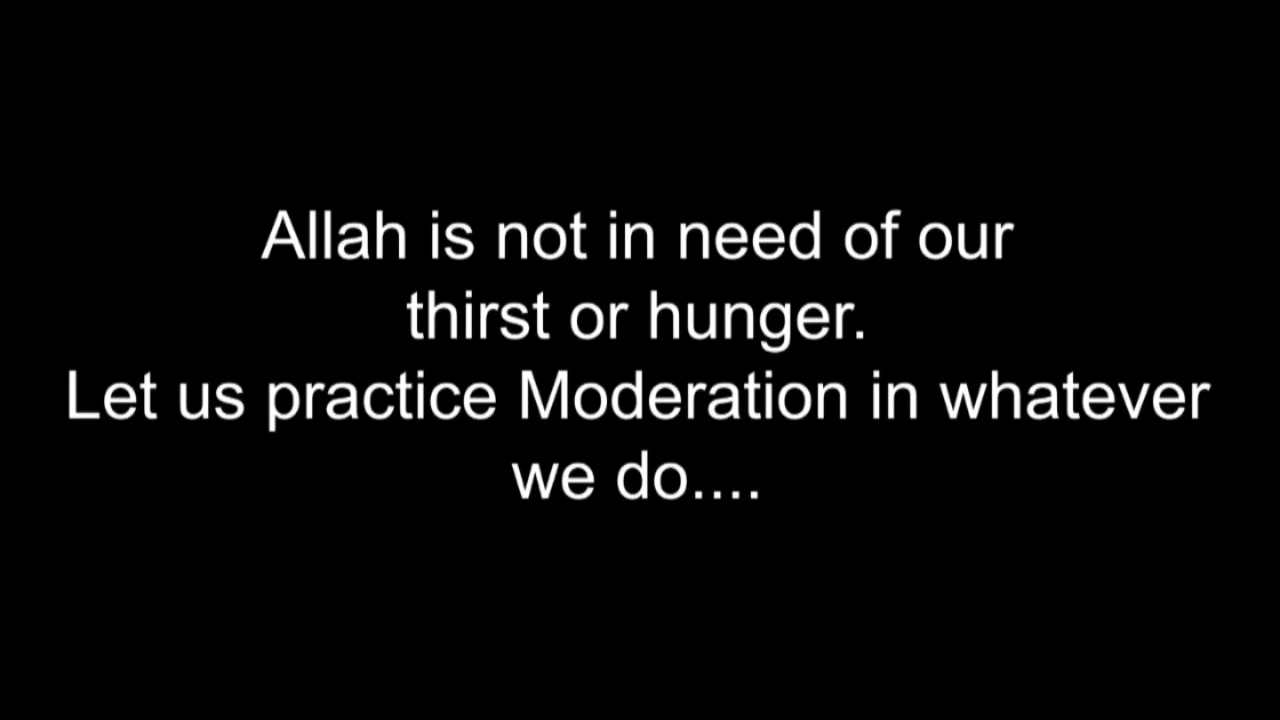 Allah is not in need of our
thirst or hunger.
Let us practice Moderation in whatever
we do....